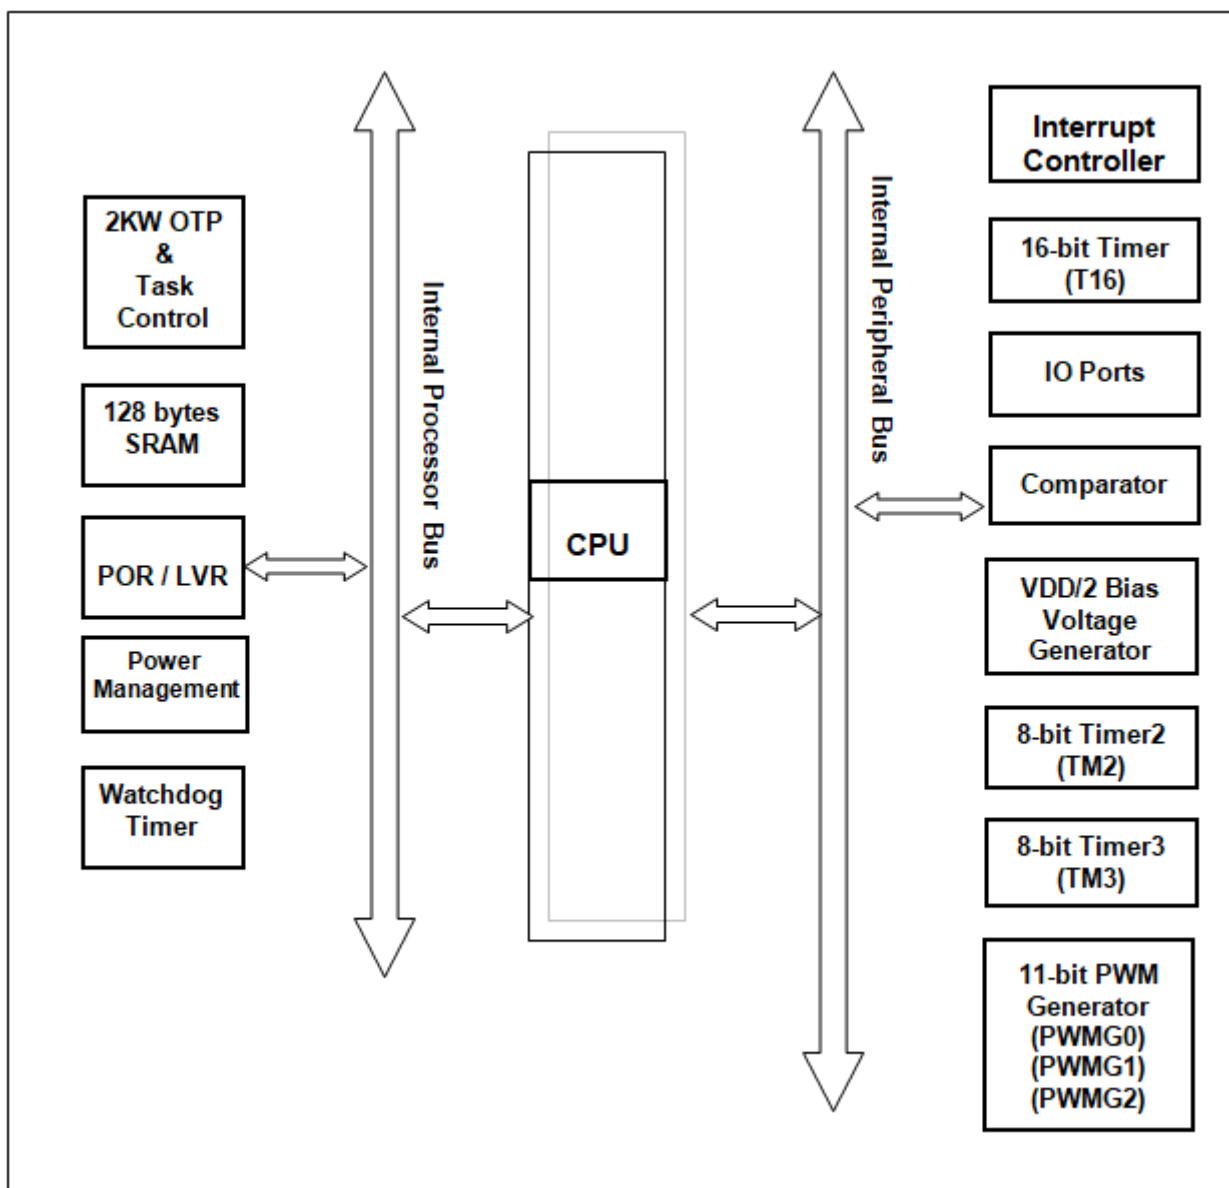 2KW OTP
&
Task
Control
128 bytes
SRAM
POR / LVR
Power
Management
Watchdog
Timer
Internal Processor Bus
CPU
Internal Peripheral Bus
Interrupt
Controller
16-bit Timer
(T16)
IO Ports
Comparator
VDD/2 Bias
Voltage
Generator
8-bit Timer2
(TM2)
8-bit Timer3
(TM3)
11-bit PWM
Generator
(PWMG0)
(PWMG1)
(PWMG2)